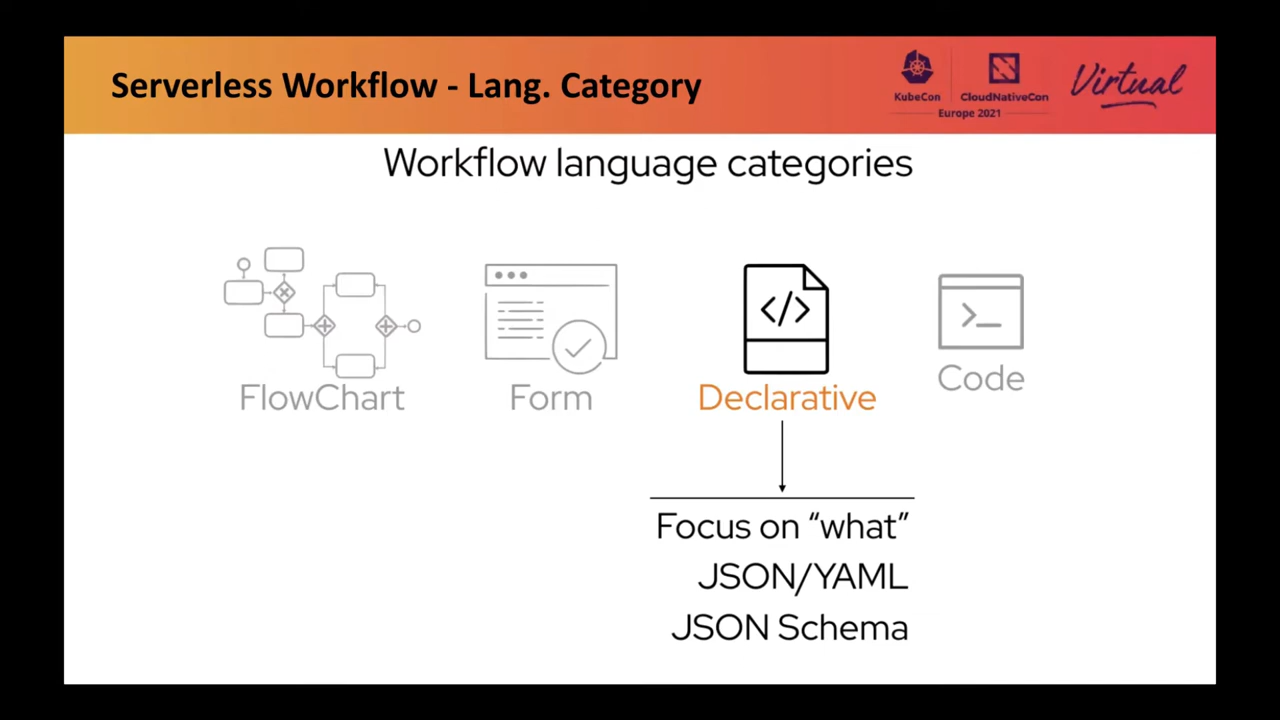 Serverless Workflow - Lang. Category
KubeCon
CloudNativeCon
Europe 2021
Virtual
Workflow language categories
FlowChart
Form
</>
Declarative
>_
Code
Focus on “what”
JSON/YAML
JSON Schema